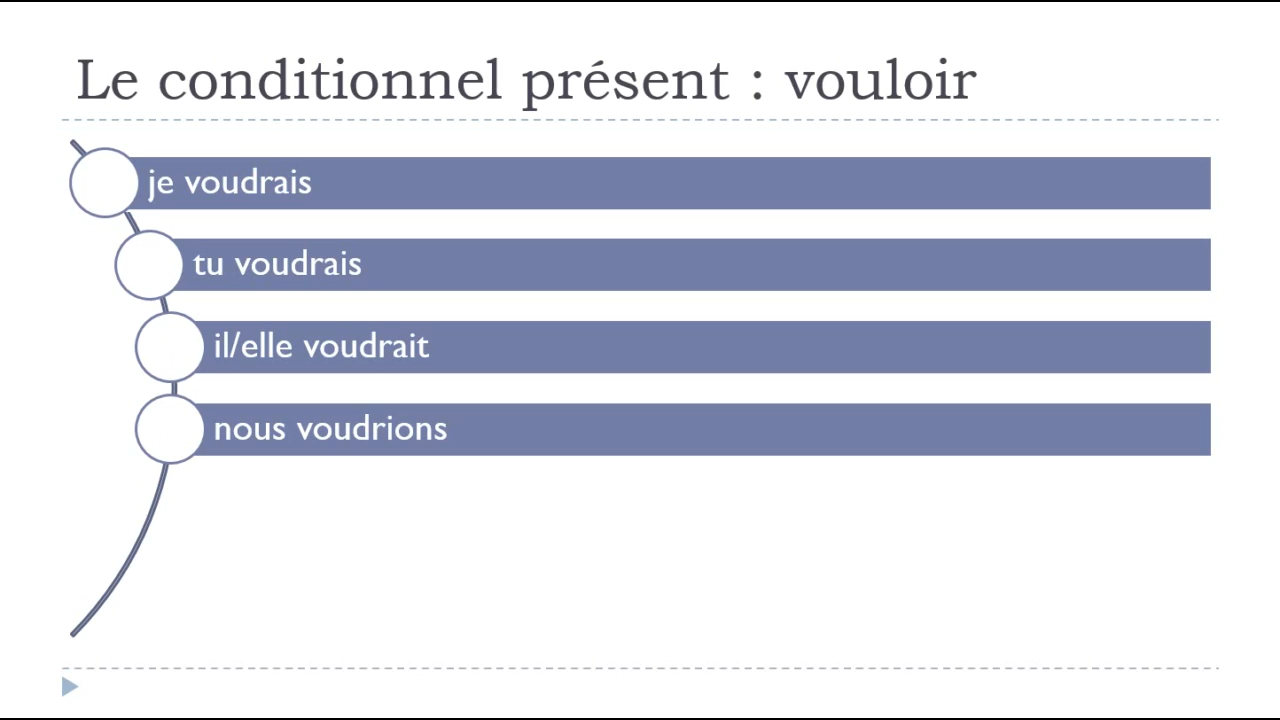 Le conditionnel présent : vouloir
je voudrais
tu voudrais
il/elle voudrait
nous voudrions